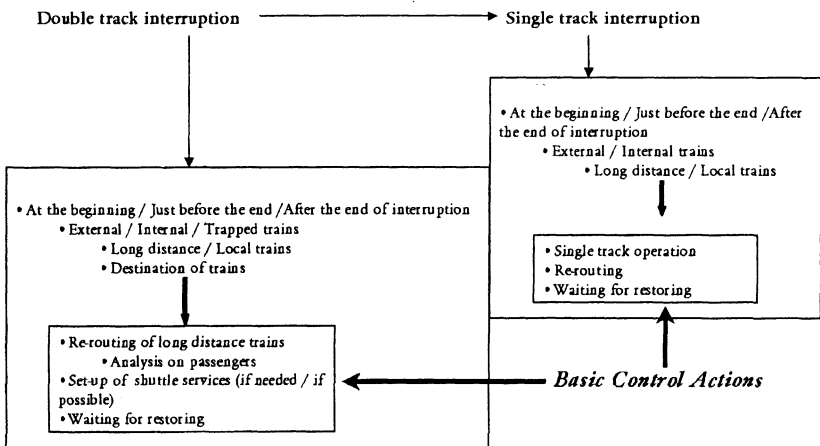 Double track interruption
Single track interruption
• At the beginning / Just before the end /After
the end of interruption
• External / Internal trains
• Long distance / Local trains
• Single track operation
• Re-routing
• Waiting for restoring
• At the beginning / Just before the end /After the end of interruption
• External / Internal / Trapped trains
• Long distance / Local trains
• Destination of trains
• Re-routing of long distance trains
• Analysis on passengers
• Set-up of shuttle services (if needed / if
possible)
• Waiting for restoring
Basic Control Actions